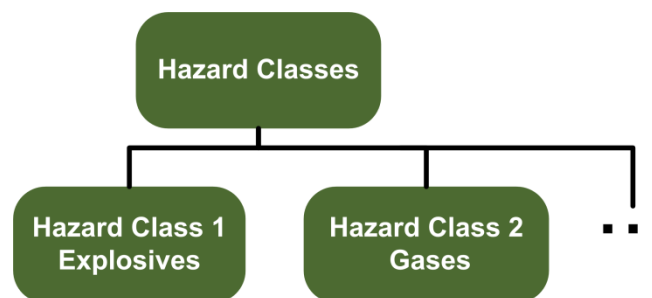 Hazard Classes
Hazard Class 1
Explosives
Hazard Class 2
Gases
..